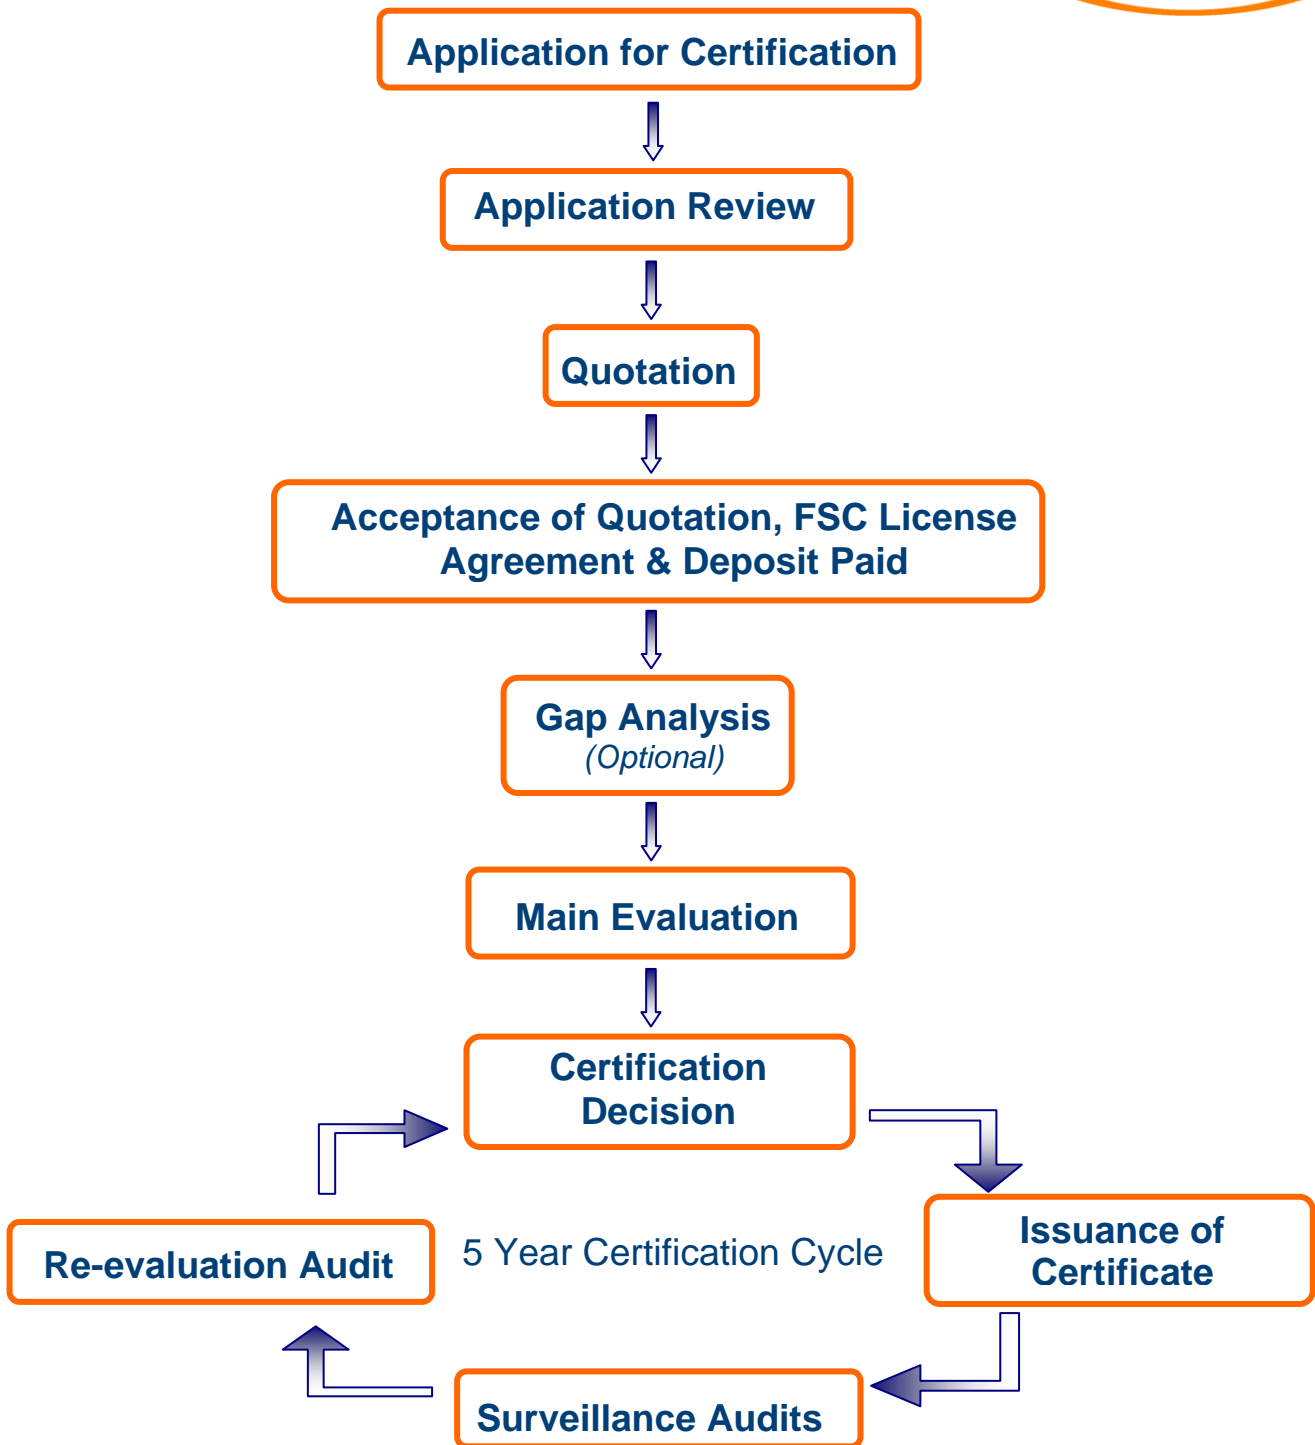 Application for Certification
Application Review
Quotation
Acceptance of Quotation, FSC License
Agreement & Deposit Paid
Gap Analysis
(Optional)
Main Evaluation
Certification
Decision
Issuance of
Certificate
Re-evaluation Audit
5 Year Certification Cycle
Surveillance Audits